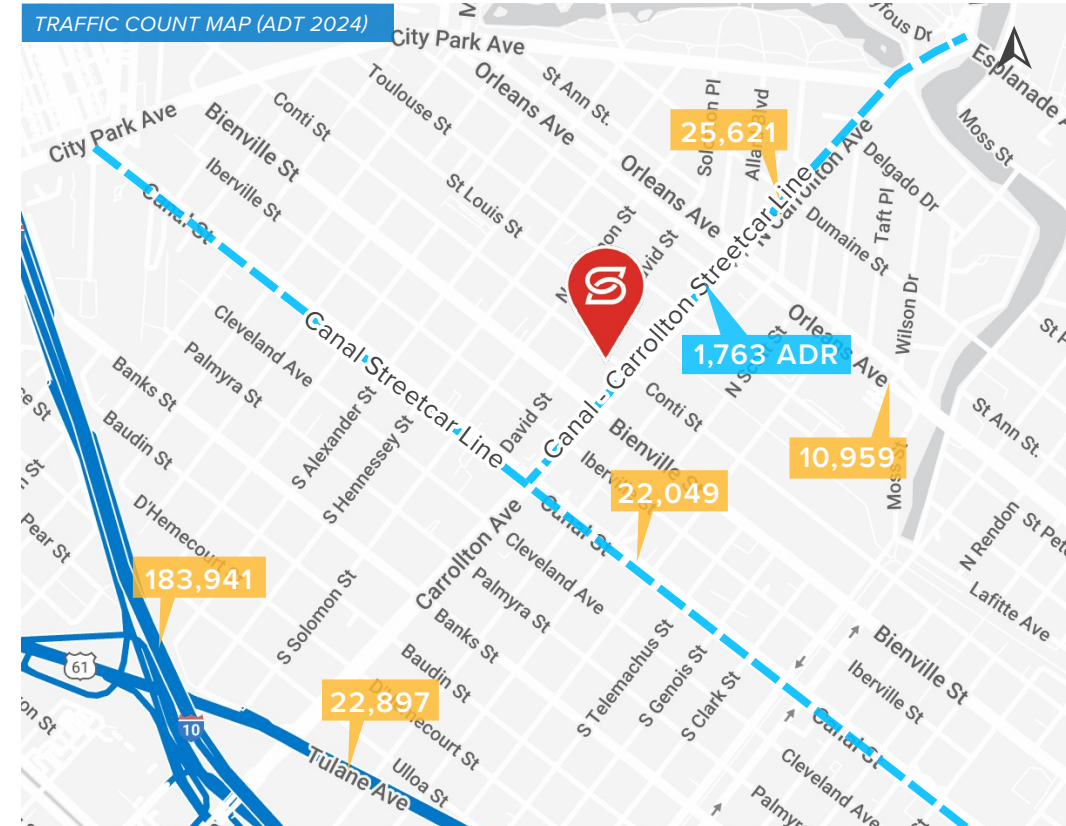 TRAFFIC COUNT MAP (ADT 2024)
City Park Ave
City Park Ave
Toulouse St
Orleans Ave
St Ann St.
Esplanade
Moss St
Conti St
Bienville St
Iberville St
Canal St
St Louis St
Orleans Ave
25,621
N Carrollton Ave
Delgado Dr
Taft Pl
Dumaine St
Wilson Dr
Canal - Carrollton Streetcar Line
1,763 ADR
Orleans Ave
Canal Streetcar Line
Cleveland Ave
Palmyra St
Banks St
Baudin St
S Alexander St
S Hennessey St
David St
Conti St
Bienville St
10,959
Moss St
St Ann St.
22,049
Canal St
D'Hemecourt
Pear St
183,941
Carrollton Ave
Cleveland Ave
Palmyra St
Banks St
Baudin St
S Solomon St
N Rendon
St Pete
Lafitte Ave
61
10
22,897
Tulane Ave
Ulloa St
S Telemachus St
S Genois St
S Clark St
Bienville St
Iberville St
Canal St
Cleveland Ave